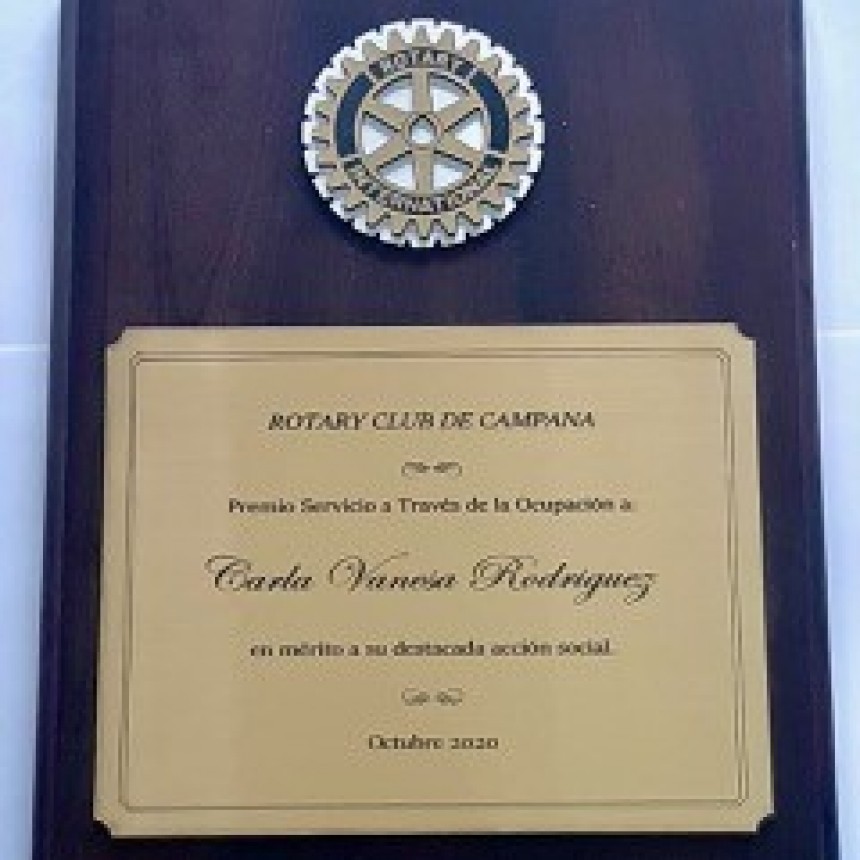 ROTARY
INTERNATIONAL
ROTARY CLUB DE CAMPANA
Premio Servicio a Través de la Ocupación a:
Carla Vanesa Rodriguez
en mérito a su destacada acción social.
Octubre 2020